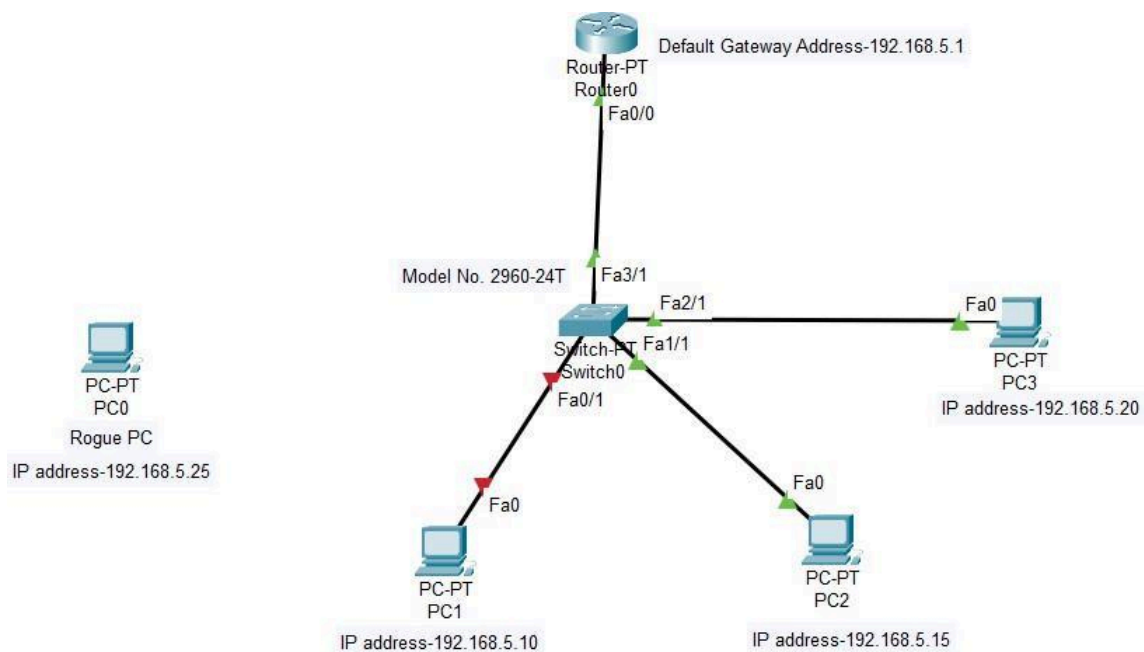 Default Gateway Address-192.168.5.1
Router-PT
Router0
Fa0/0
Model No. 2960-24T
Fa3/1
Fa2/1
Fa0
Switch-PT
Fa1/1
Switch0
Fa0/1
PC-PT
PC3
IP address-192.168.5.20
PC-PT
PC0
Rogue PC
IP address-192.168.5.25
Fa0
Fa0
PC-PT
PC1
IP address-192.168.5.10
PC-PT
PC2
IP address-192.168.5.15